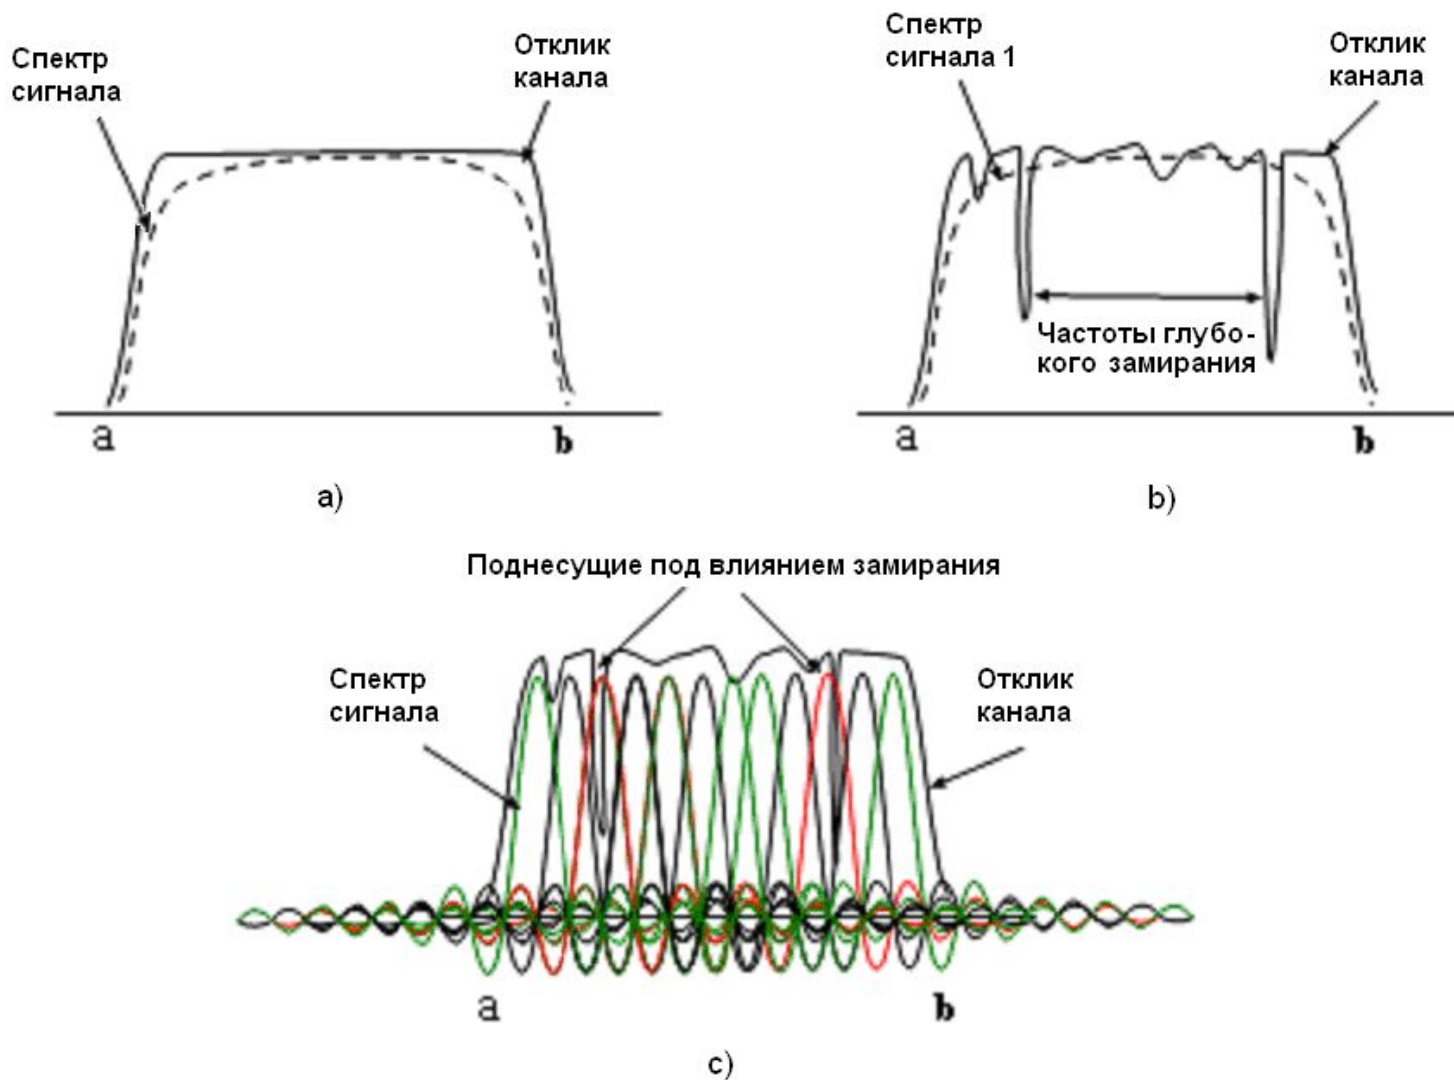 Спектр
сигнала
Отклик
канала
a
b
a)
Спектр
сигнала 1
Отклик
канала
Частоты глубо-
кого замирания
a
b
b)
Поднесущие под влиянием замирания
Спектр
сигнала
Отклик
канала
a
b
c)